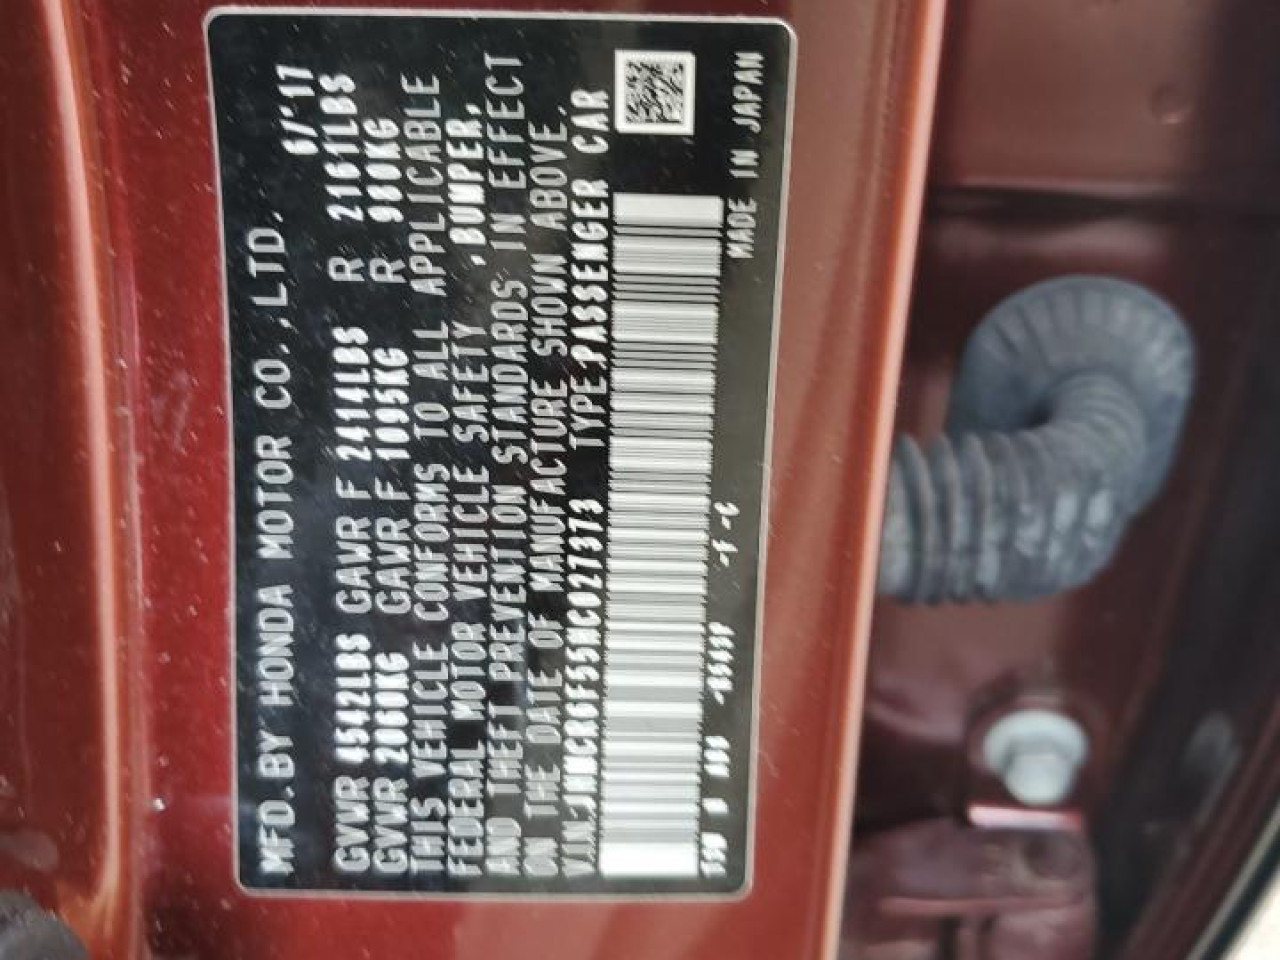 MFD. BY HONDA MOTOR CO., LTD. 6/'17
GVWR 4542LBS GAWR F 2414LBS R 2161LBS
GVWR 2060KG GAWR F 1095KG R 980KG
THIS VEHICLE CONFORMS TO ALL APPLICABLE
FEDERAL MOTOR VEHICLE SAFETY ,BUMPER,
AND THEFT PREVENTION STANDARDS IN EFFECT
ON THE DATE OF MANUFACTURE SHOWN ABOVE.
TYPE:PASSENGER CAR
MADE IN JAPAN